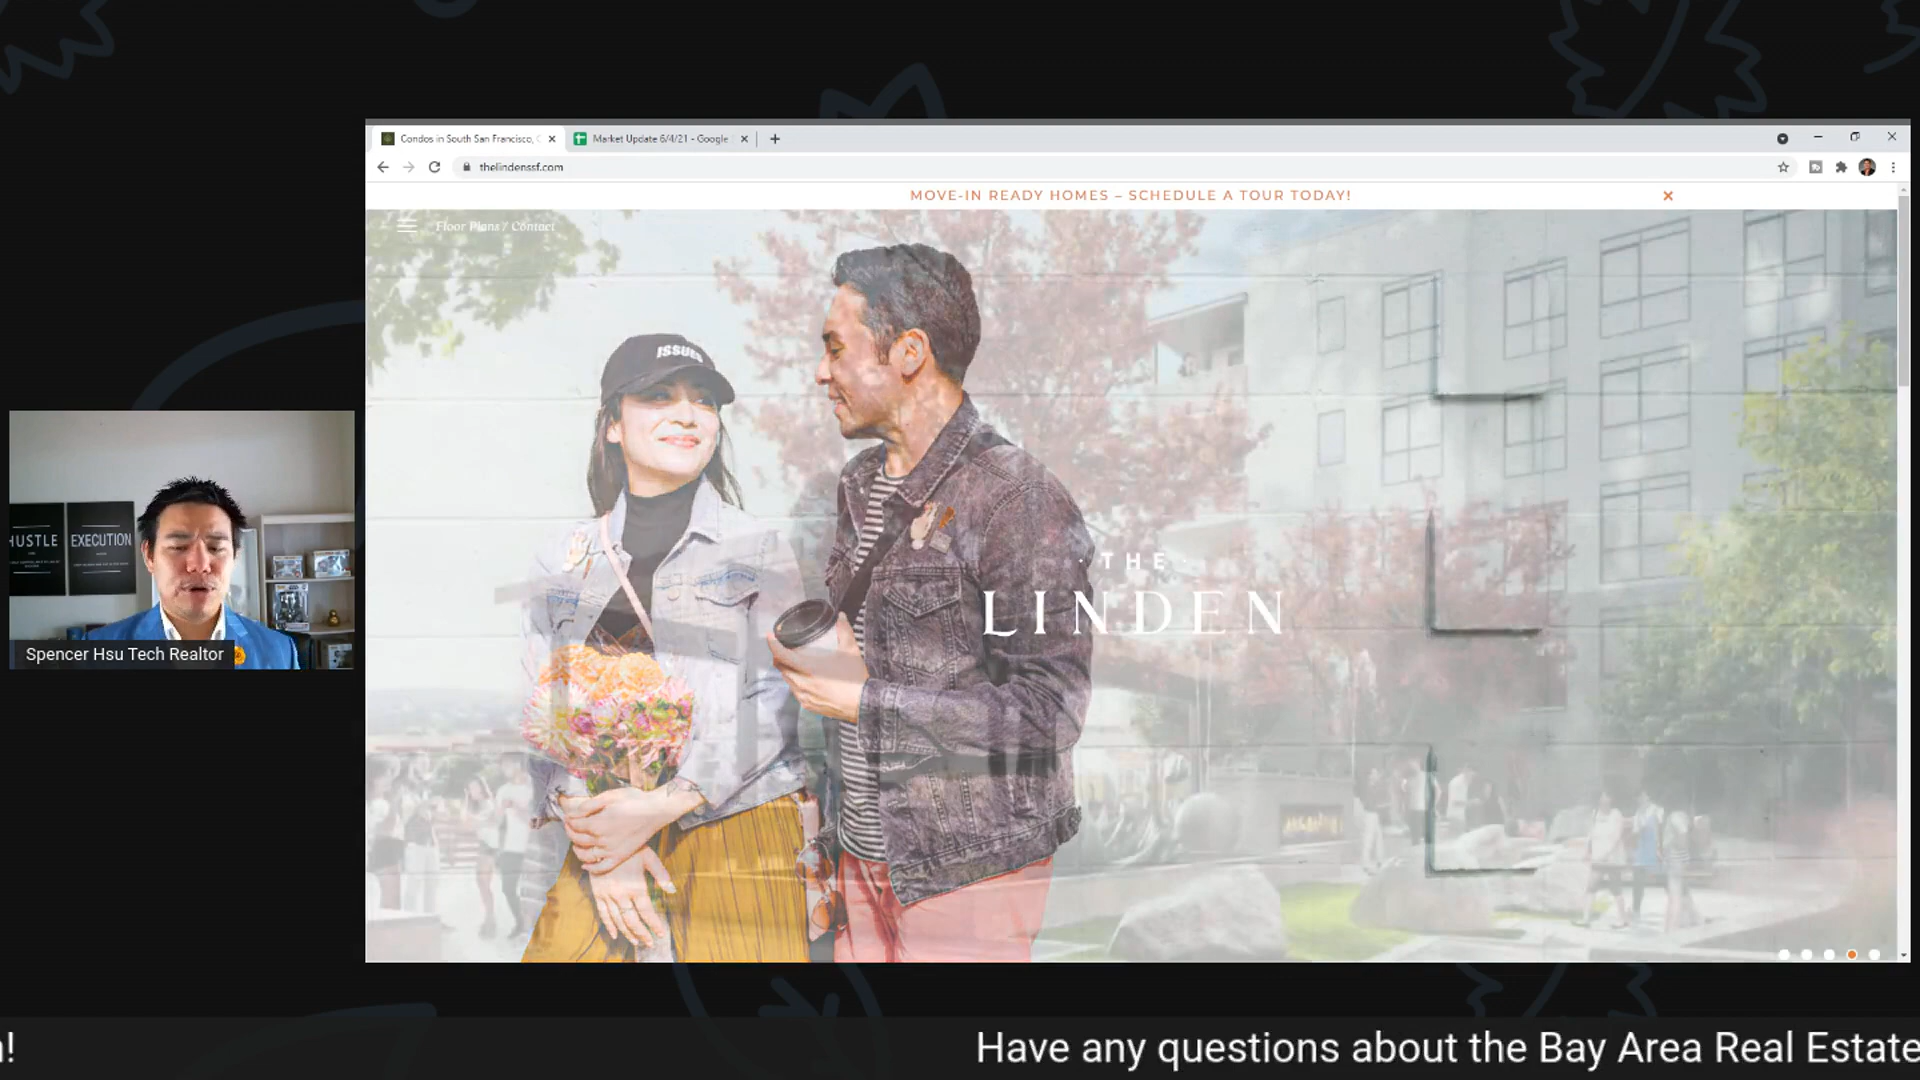 Condos in South San Francisco, C
Market Update 6/4/21 - Google
thelindenssf.com
MOVE-IN READY HOMES – SCHEDULE A TOUR TODAY!
Floor Plans / Contact
ISSUES
THE
LINDEN
HUSTLE
EXECUTION
Spencer Hsu Tech Realtor
!
Have any questions about the Bay Area Real Estate